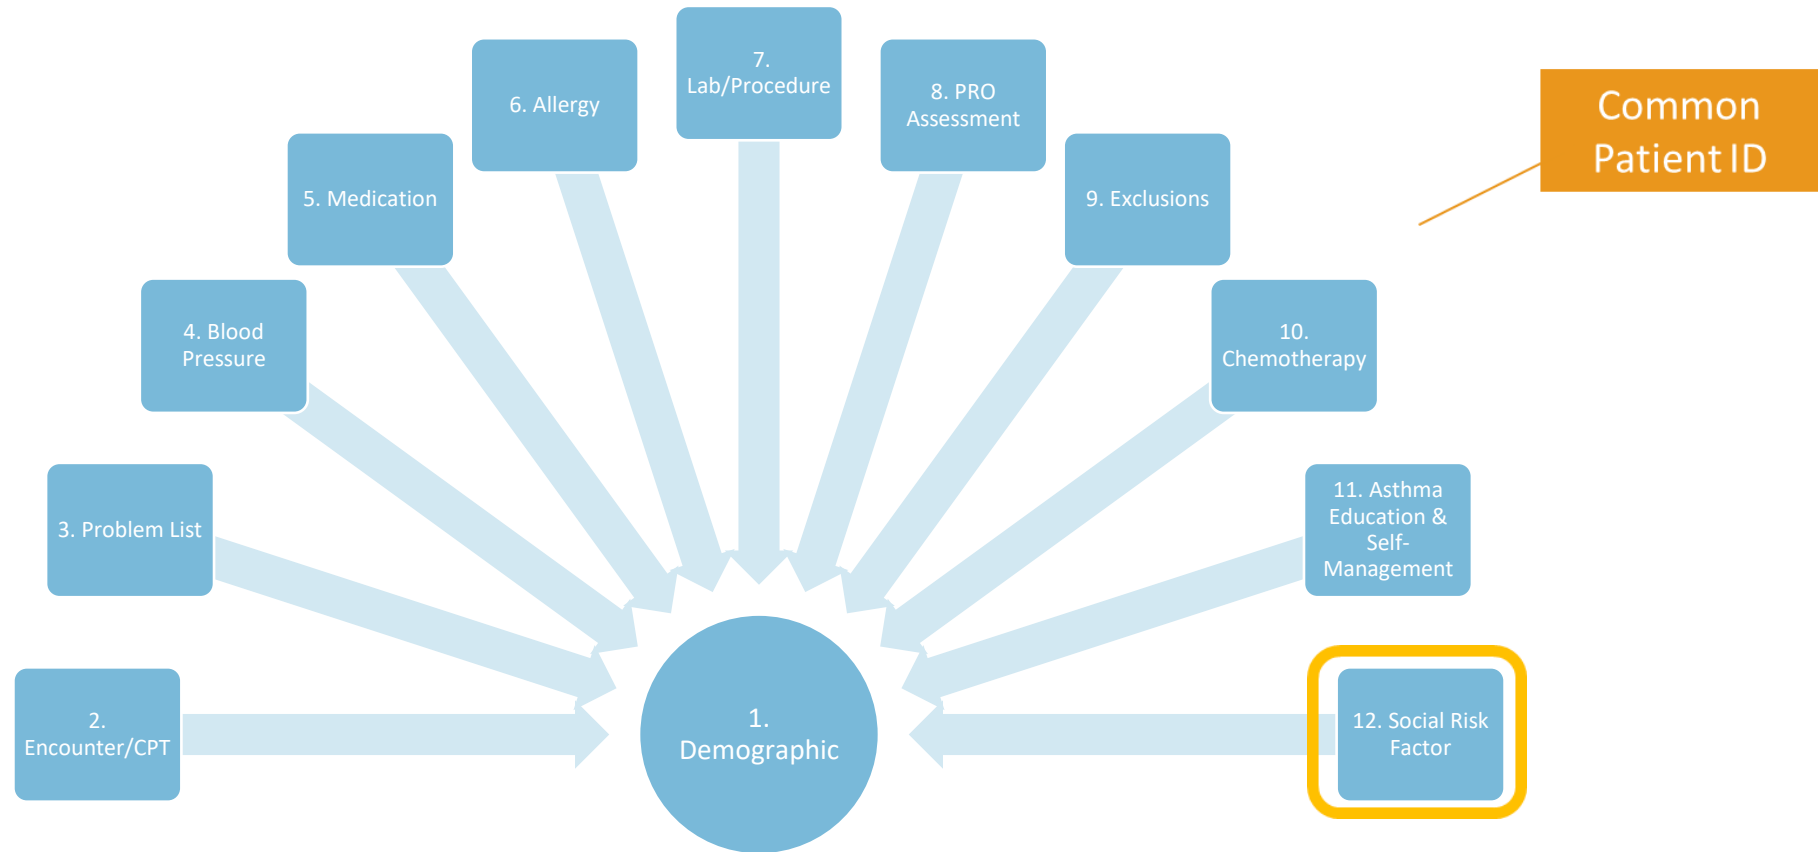 7.
Lab/Procedure
6. Allergy
8. PRO
Assessment
Common
Patient ID
5. Medication
9. Exclusions
4. Blood
Pressure
10.
Chemotherapy
3. Problem List
11. Asthma
Education &
Self-
Management
2.
Encounter/CPT
1.
Demographic
12. Social Risk
Factor